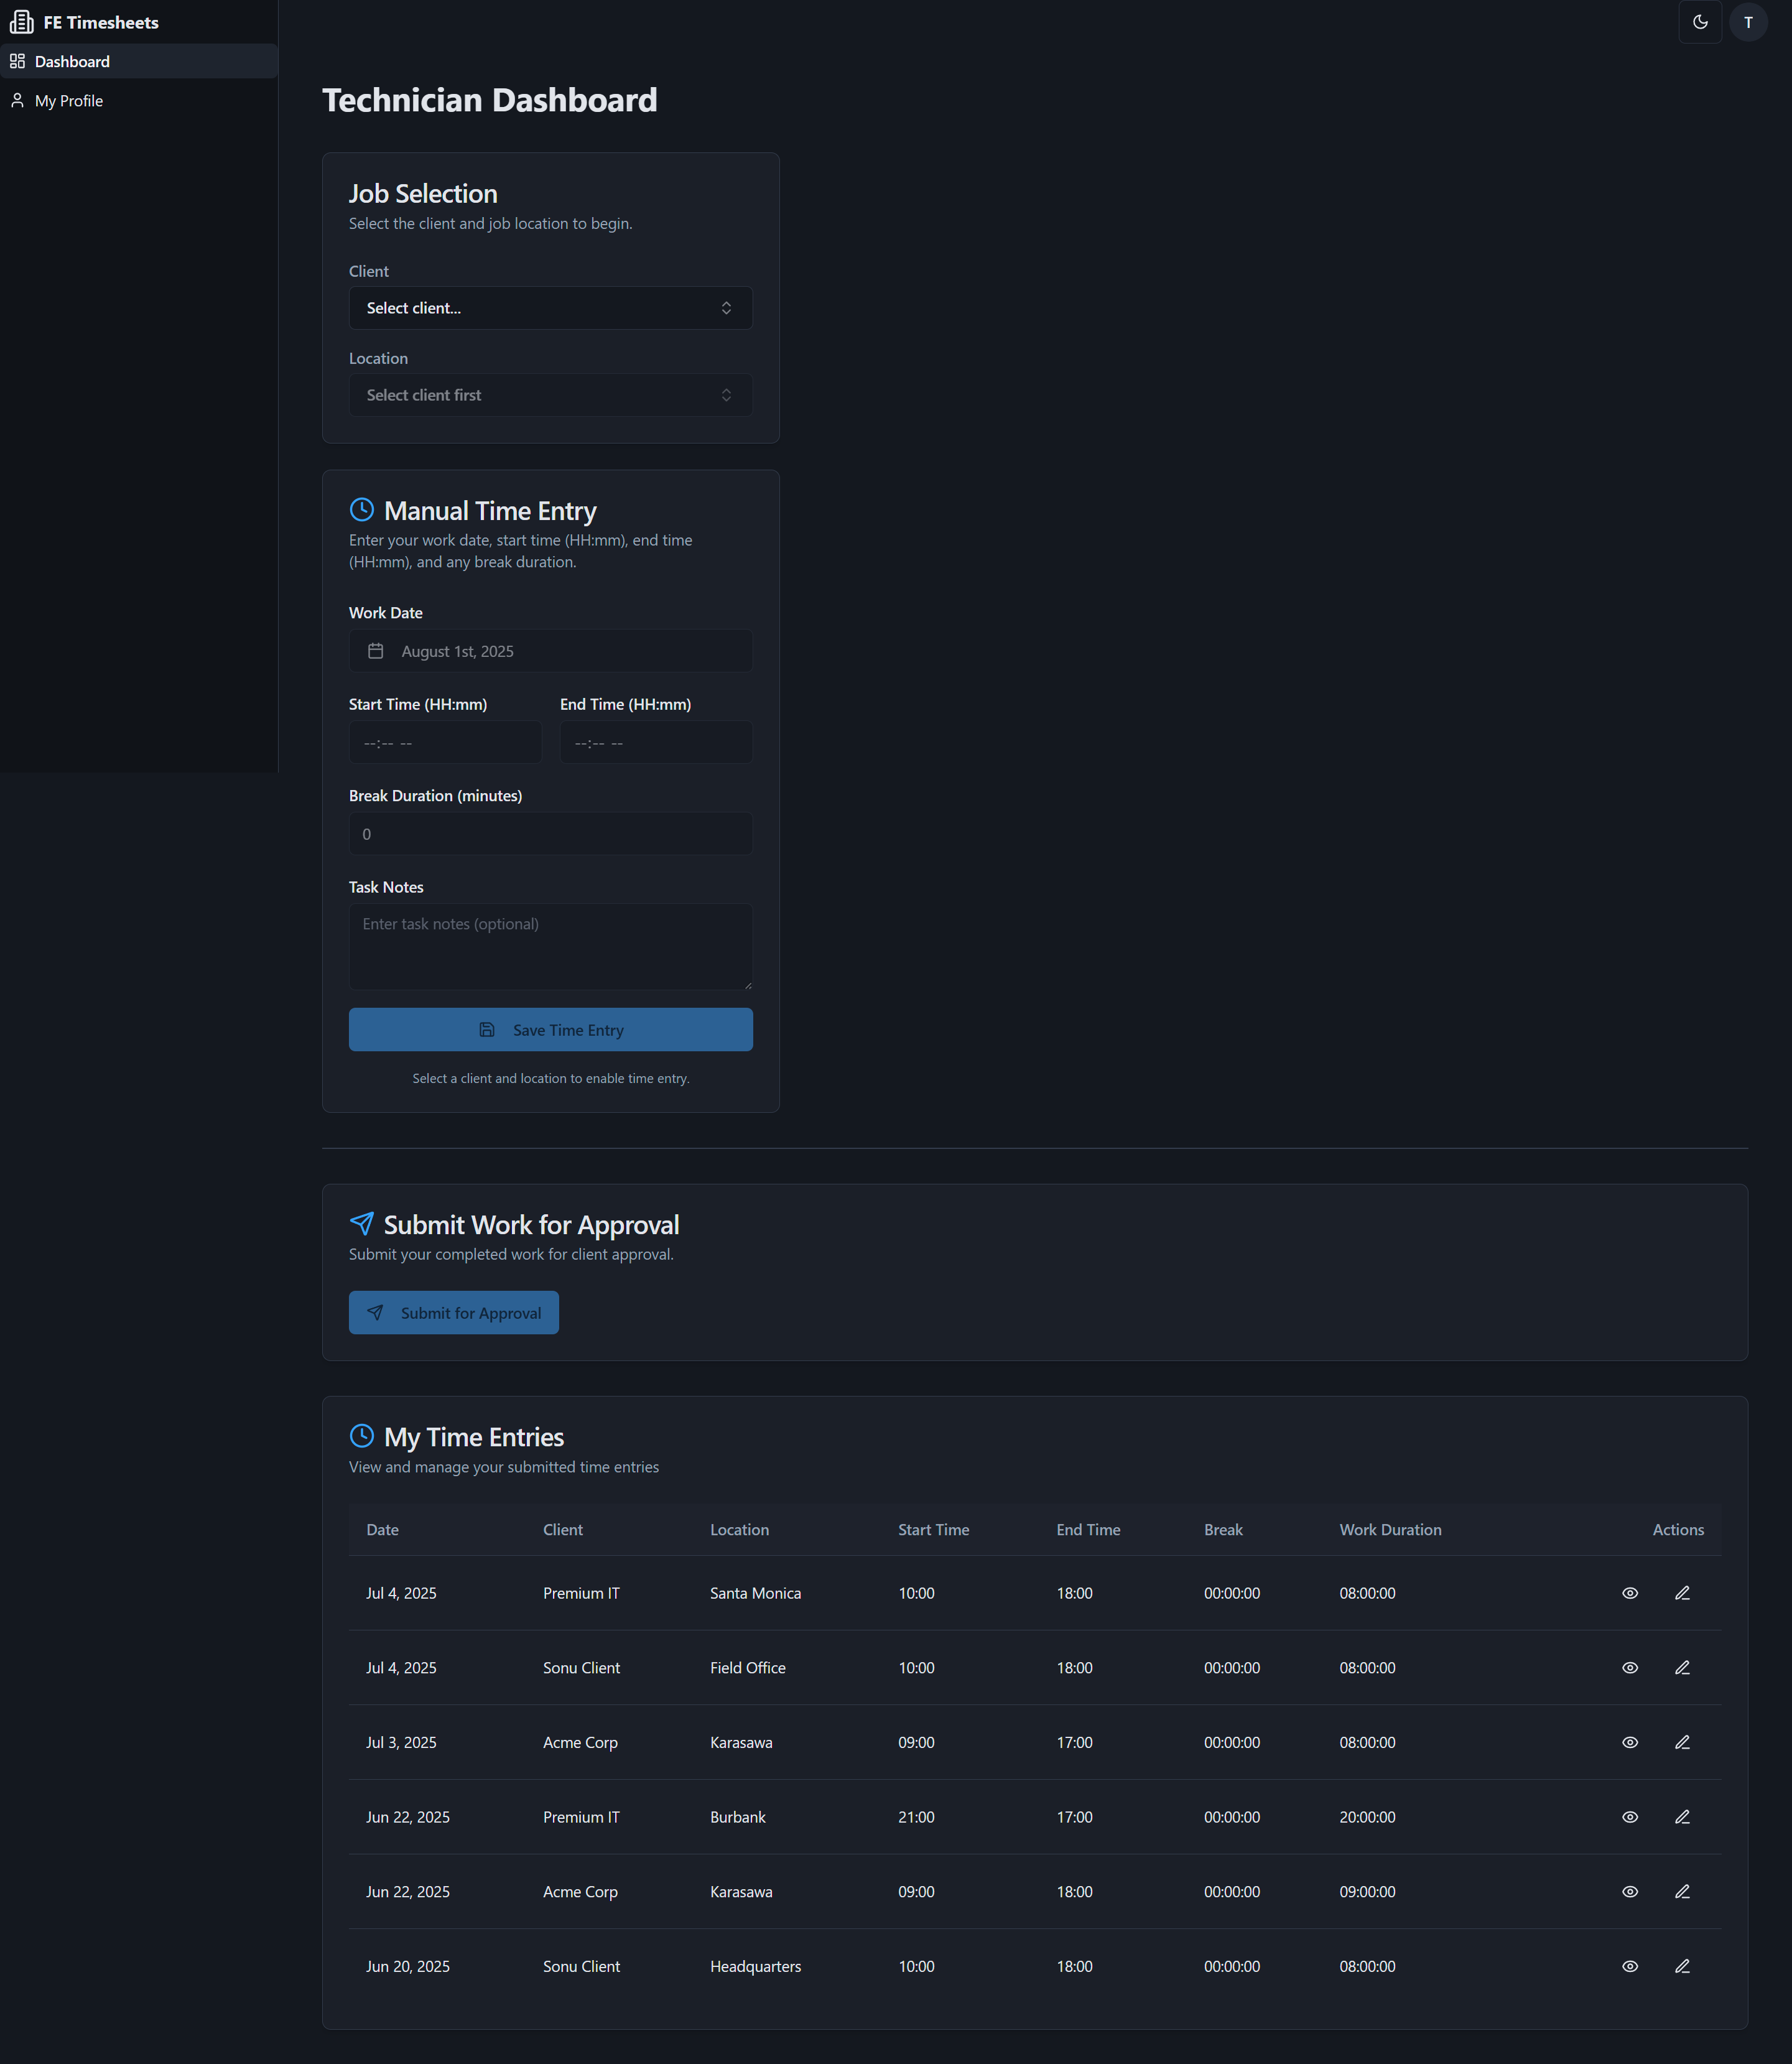 FE Timesheets
T
Dashboard
My Profile
Technician Dashboard
Job Selection
Select the client and job location to begin.
Client
Select client...
Location
Select client first
Manual Time Entry
Enter your work date, start time (HH:mm), end time
(HH:mm), and any break duration.
Work Date
August 1st, 2025
Start Time (HH:mm) End Time (HH:mm)
--:-- -- --:-- --
Break Duration (minutes)
0
Task Notes
Enter task notes (optional)
Save Time Entry
Select a client and location to enable time entry.
Submit Work for Approval
Submit your completed work for client approval.
Submit for Approval
My Time Entries
View and manage your submitted time entries
Date Client Location Start Time End Time Break Work Duration Actions
Jul 4, 2025 Premium IT Santa Monica 10:00 18:00 00:00:00 08:00:00
Jul 4, 2025 Sonu Client Field Office 10:00 18:00 00:00:00 08:00:00
Jul 3, 2025 Acme Corp Karasawa 09:00 17:00 00:00:00 08:00:00
Jun 22, 2025 Premium IT Burbank 21:00 17:00 00:00:00 20:00:00
Jun 22, 2025 Acme Corp Karasawa 09:00 18:00 00:00:00 09:00:00
Jun 20, 2025 Sonu Client Headquarters 10:00 18:00 00:00:00 08:00:00